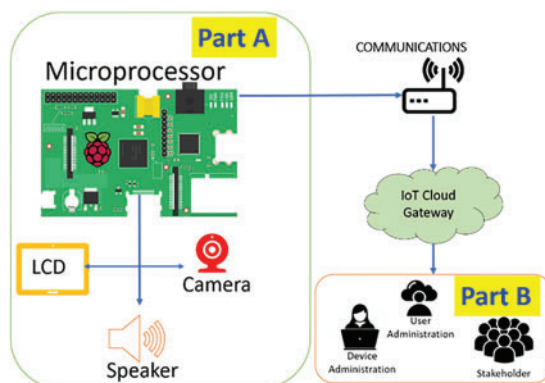 Part A
Microprocessor
COMMUNICATIONS
IoT Cloud
Gateway
LCD
Camera
Speaker
Part B
User
Administration
Device
Administration
Stakeholder